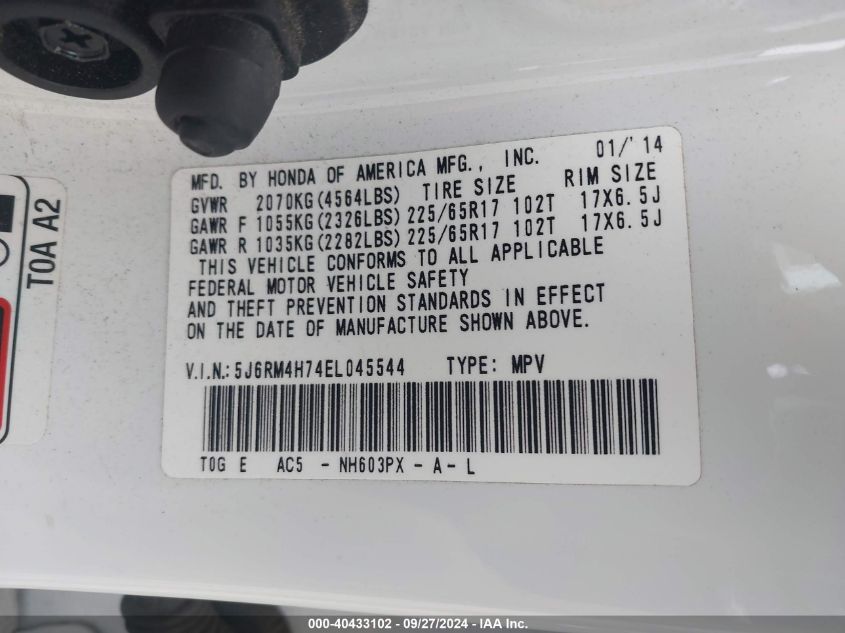 MFD. BY HONDA OF AMERICA MFG., INC. 01/'14
GVWR 2070KG(4564LBS) TIRE SIZE RIM SIZE
GAWR F 1055KG(2326LBS) 225/65R17 102T 17X6.5J
GAWR R 1035KG(2282LBS) 225/65R17 102T 17X6.5J
THIS VEHICLE CONFORMS TO ALL APPLICABLE
FEDERAL MOTOR VEHICLE SAFETY
AND THEFT PREVENTION STANDARDS IN EFFECT
ON THE DATE OF MANUFACTURE SHOWN ABOVE.
V.I.N.: 5J6RM4H74EL045544 TYPE: MPV
T0G E AC5 - NH603PX - A - L
T0A A2
000-40433102 - 09/27/2024 - IAA Inc.